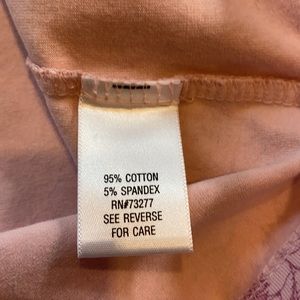 95% COTTON
5% SPANDEX
RN#73277
SEE REVERSE
FOR CARE